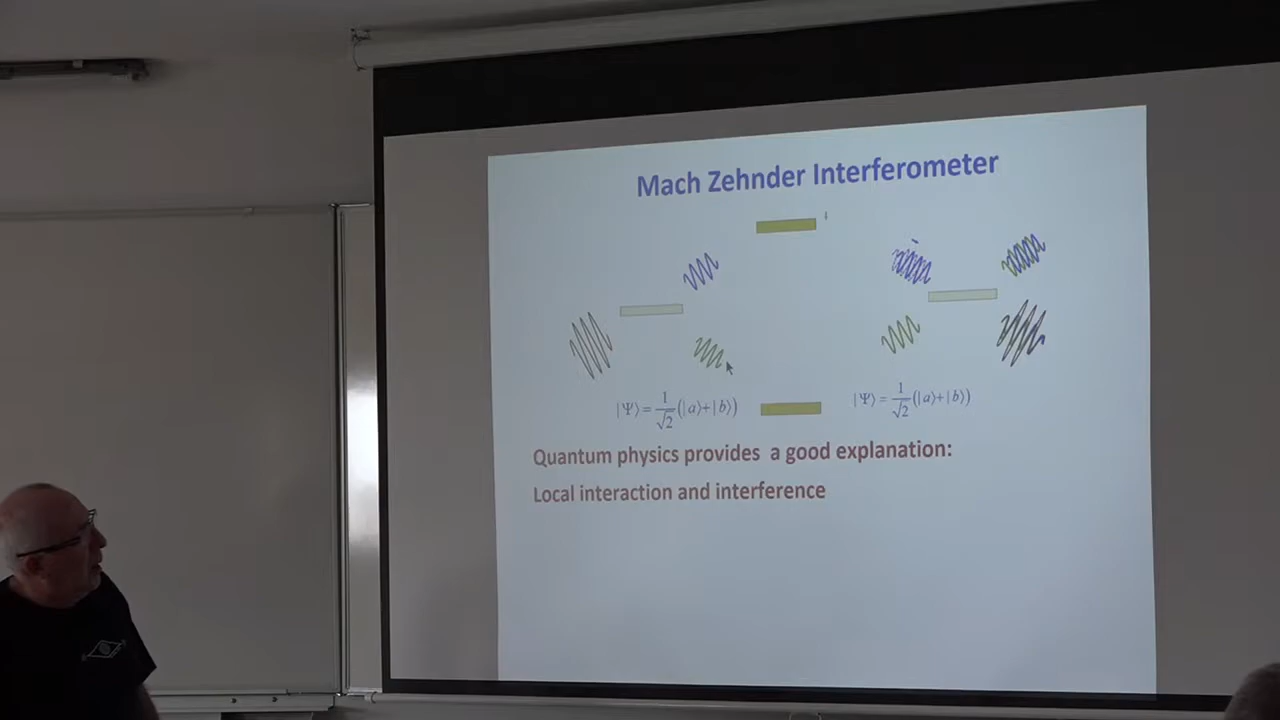 Mach Zehnder Interferometer
|Ψ⟩ = 1/√2 (|a⟩+|b⟩)
|Ψ⟩ = 1/√2 (|a⟩+|b⟩)
Quantum physics provides a good explanation:
Local interaction and interference